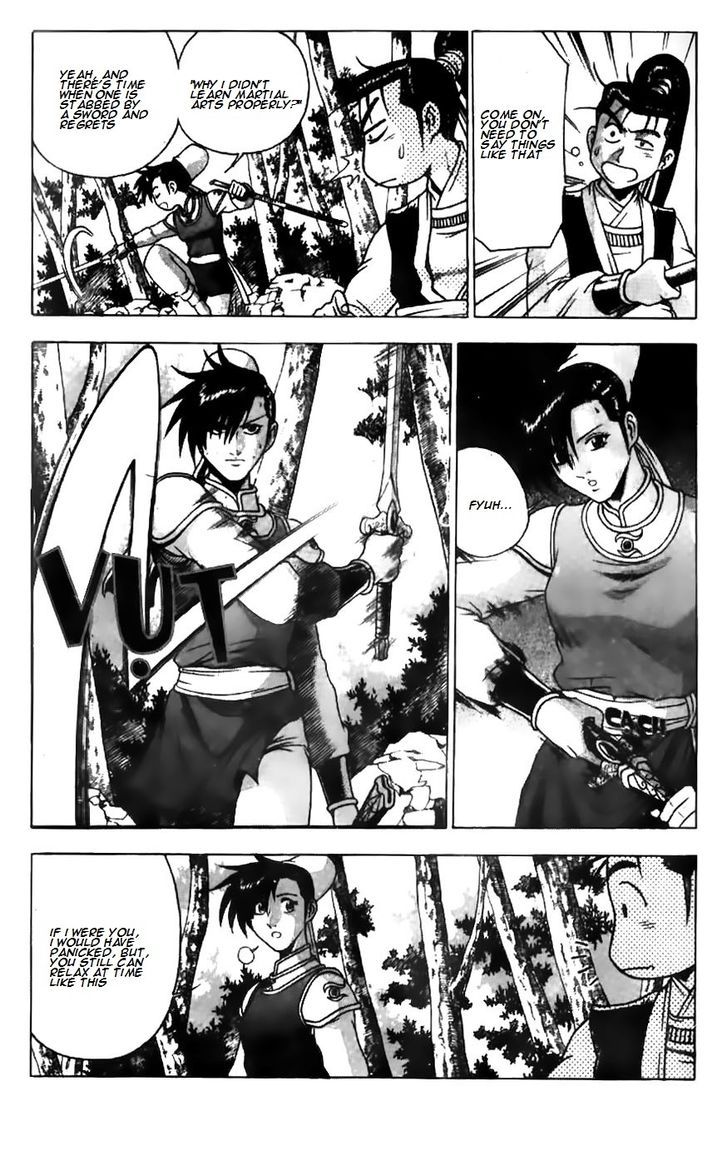 YEAH, AND
THERE'S TIME
WHEN ONE IS
STABBED BY
A SWORD AND
REGRETS
"WHY I DIDN'T
LEARN MARTIAL
ARTS PROPERLY?"
COME ON,
YOU DON'T
NEED TO
SAY THINGS
LIKE THAT
VUT
FYUH...
CA-CH
IF I WERE YOU,
I WOULD HAVE
PANICKED, BUT,
YOU STILL CAN
RELAX AT TIME
LIKE THIS